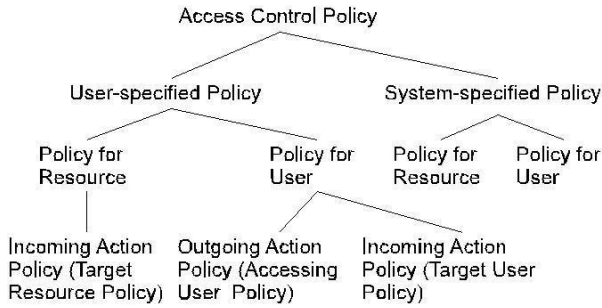 Access Control Policy
User-specified Policy
System-specified Policy
Policy for
Resource
Policy for
User
Policy for
Resource
Policy for
User
Incoming Action
Policy (Target
Resource Policy)
Outgoing Action
Policy (Accessing
User Policy)
Incoming Action
Policy (Target User
Policy)